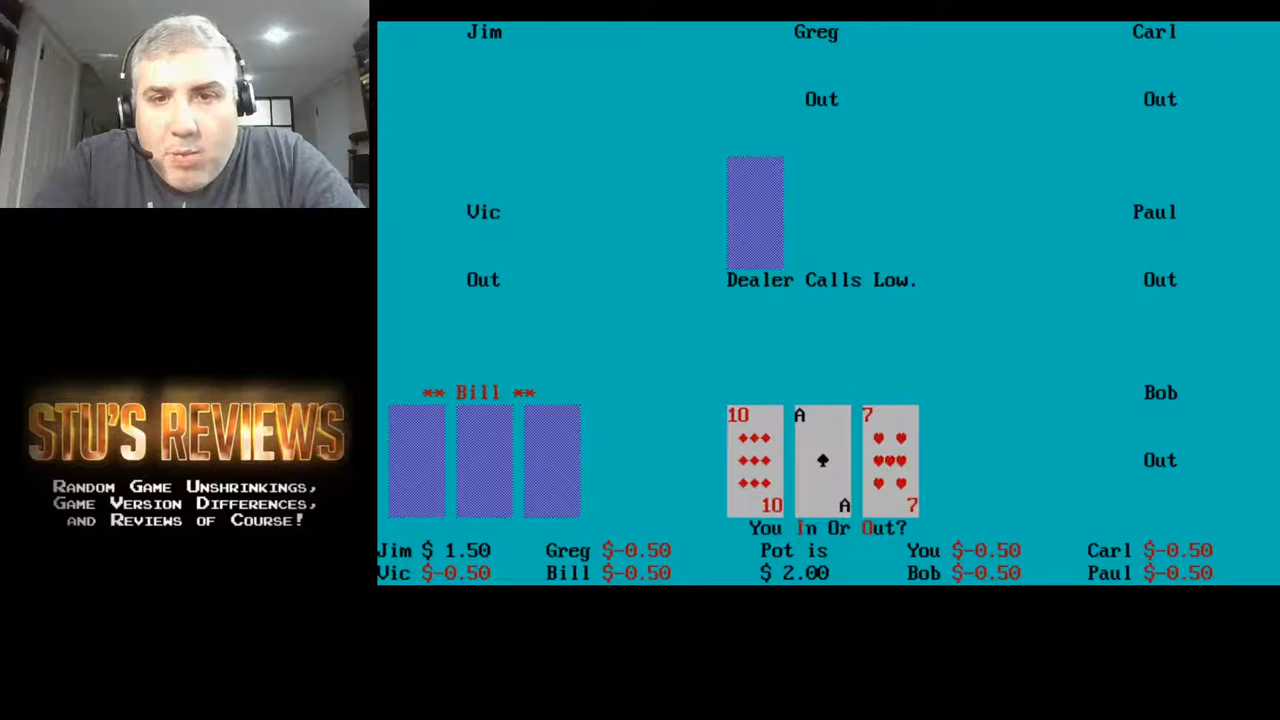 Jim Greg Carl
Out Out
Vic Paul
Out Dealer Calls Low. Out
** Bill ** Bob
10 A 7
Out
10 A 7
You In Or Out?
Jim $ 1.50 Greg $-0.50 Pot is You $-0.50 Carl $-0.50
Vic $-0.50 Bill $-0.50 $ 2.00 Bob $-0.50 Paul $-0.50
STU'S REVIEWS
RANDOM GAME UNSHRINKINGS,
GAME VERSION DIFFERENCES,
AND REVIEWS OF COURSE!